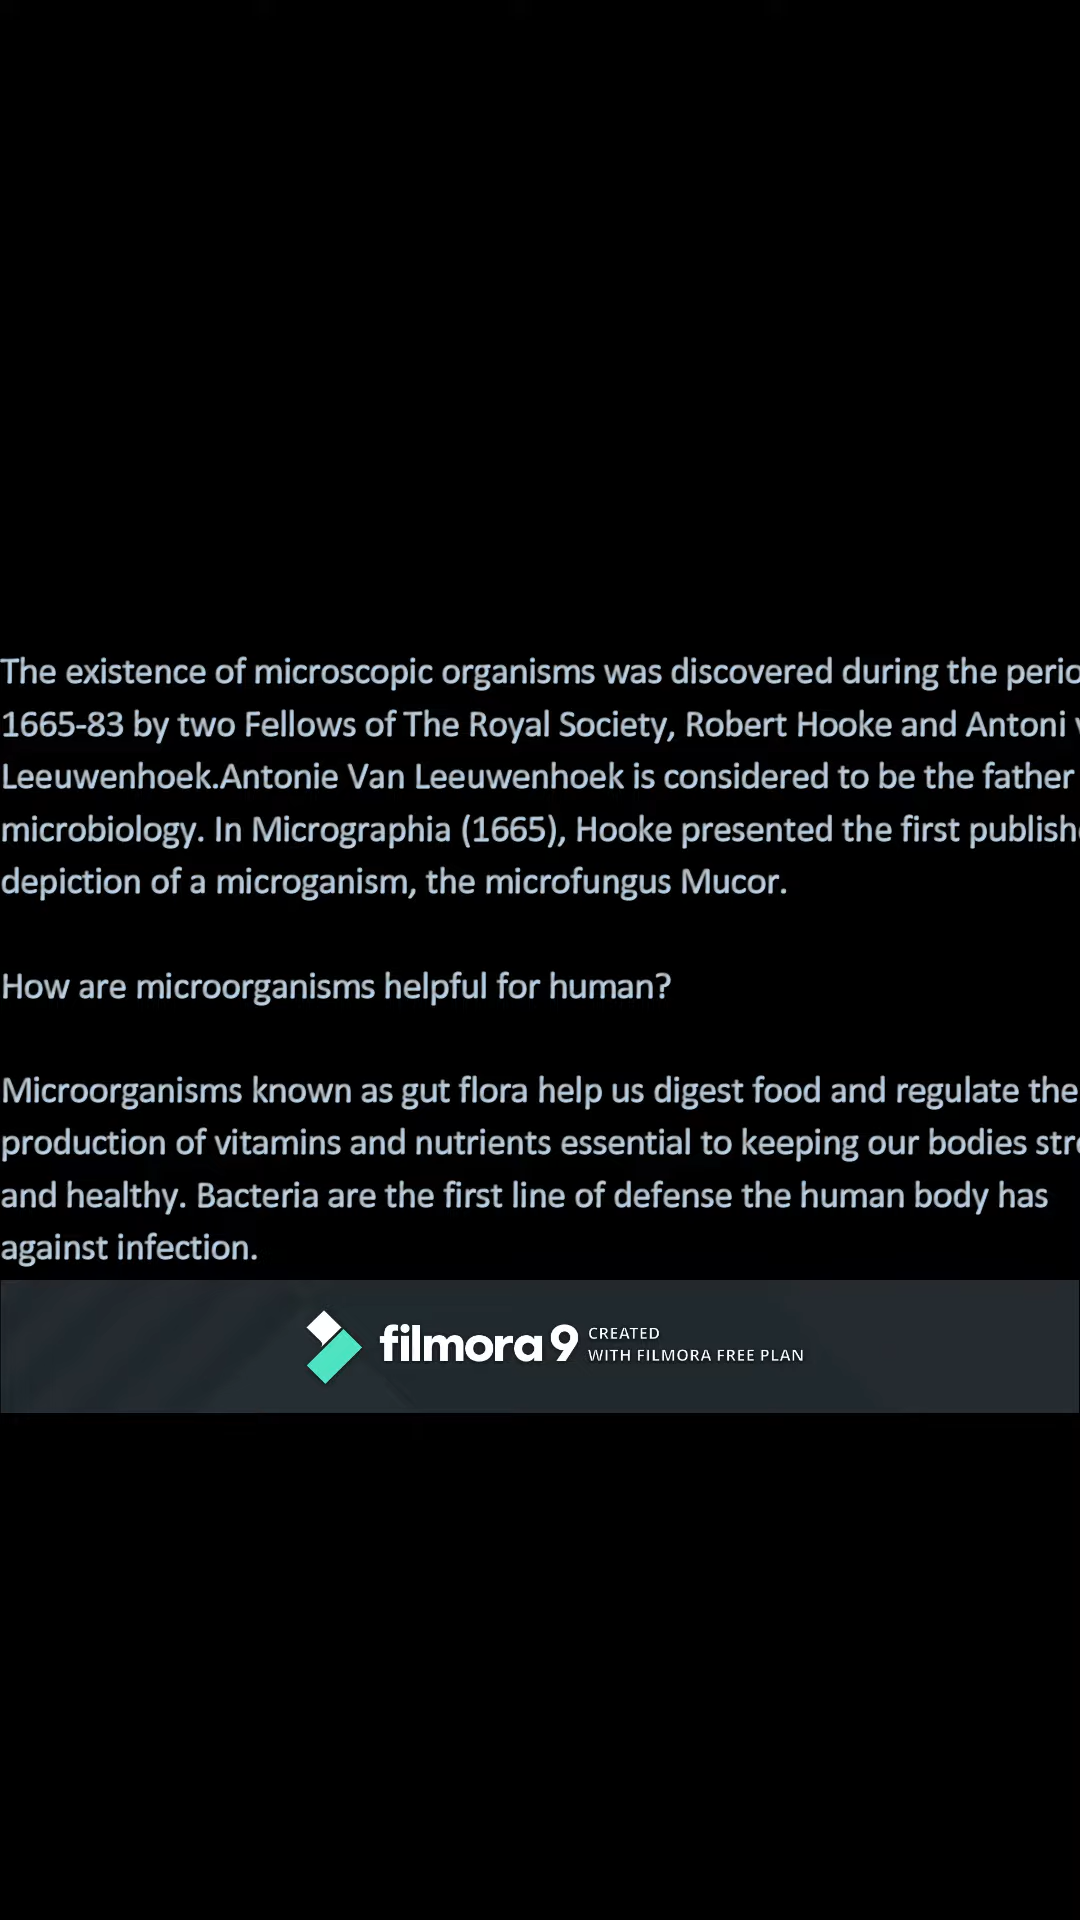 The existence of microscopic organisms was discovered during the perio
1665-83 by two Fellows of The Royal Society, Robert Hooke and Antoni v
Leeuwenhoek.Antonie Van Leeuwenhoek is considered to be the father
microbiology. In Micrographia (1665), Hooke presented the first publish
depiction of a microganism, the microfungus Mucor.
How are microorganisms helpful for human?
Microorganisms known as gut flora help us digest food and regulate the
production of vitamins and nutrients essential to keeping our bodies str
and healthy. Bacteria are the first line of defense the human body has
against infection.
filmora 9 CREATED
WITH FILMORA FREE PLAN